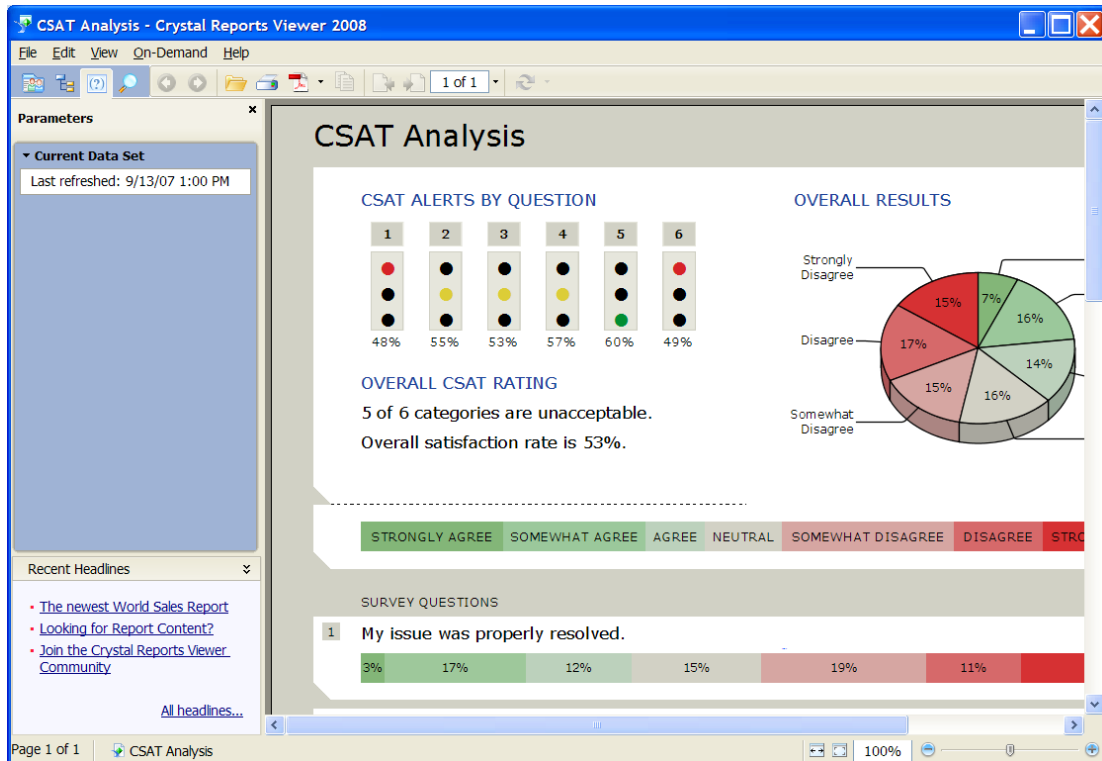 CSAT Analysis - Crystal Reports Viewer 2008
File Edit View On-Demand Help
1 of 1
Parameters
Current Data Set
Last refreshed: 9/13/07 1:00 PM
Recent Headlines
The newest World Sales Report
Looking for Report Content?
Join the Crystal Reports Viewer
Community
All headlines...
CSAT Analysis
CSAT ALERTS BY QUESTION
1 2 3 4 5 6
48% 55% 53% 57% 60% 49%
OVERALL CSAT RATING
5 of 6 categories are unacceptable.
Overall satisfaction rate is 53%.
OVERALL RESULTS
Strongly
Disagree
Disagree
Somewhat
Disagree
15%
7%
16%
17%
14%
15%
16%
STRONGLY AGREE SOMEWHAT AGREE AGREE NEUTRAL SOMEWHAT DISAGREE DISAGREE STRO
SURVEY QUESTIONS
1 My issue was properly resolved.
3% 17% 12% 15% 19% 11%
Page 1 of 1 CSAT Analysis 100%